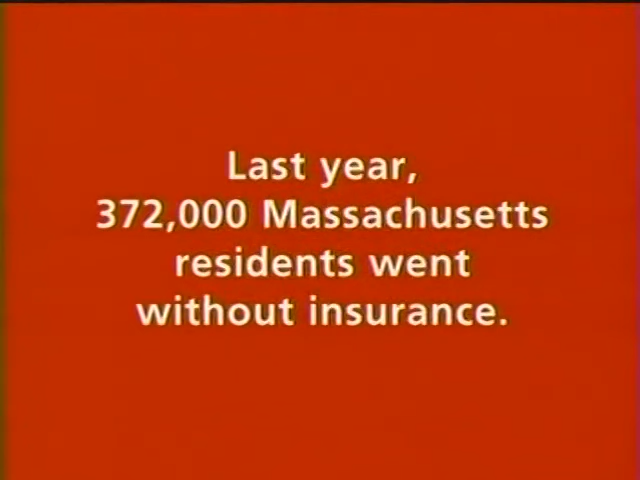 Last year,
372,000 Massachusetts
residents went
without insurance.